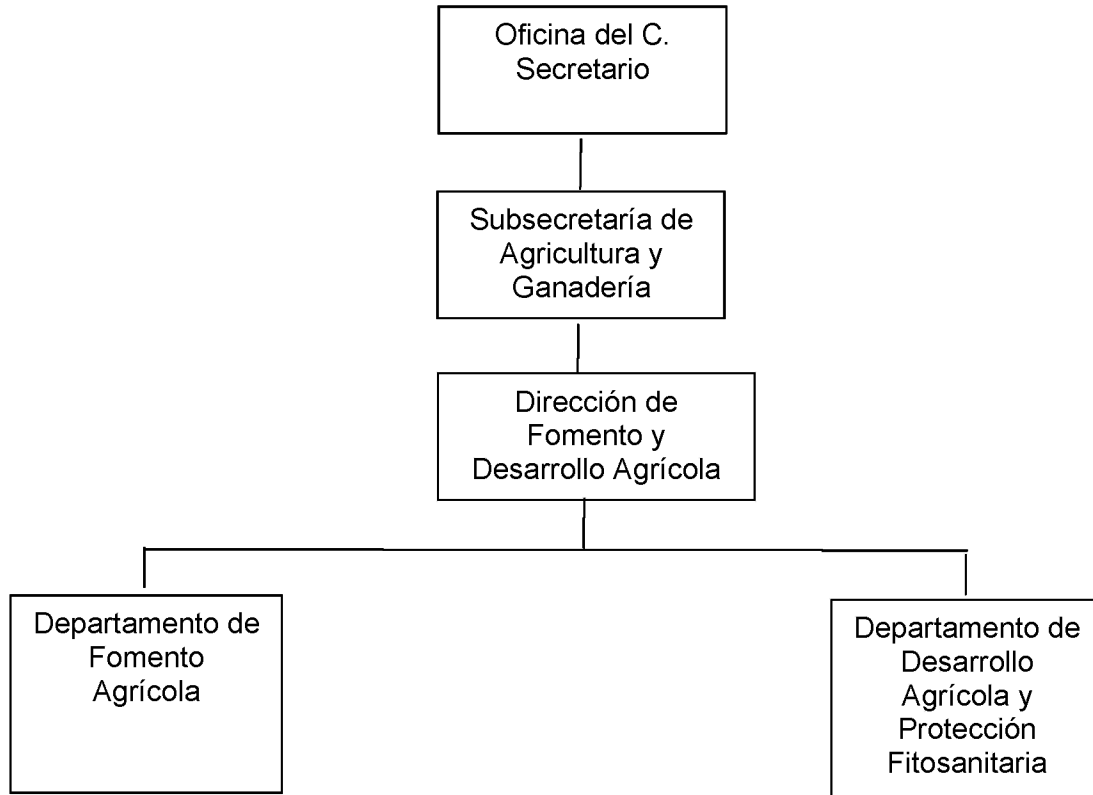 Oficina del C.
Secretario
Subsecretaría de
Agricultura y
Ganadería
Dirección de
Fomento y
Desarrollo Agrícola
Departamento de
Fomento
Agrícola
Departamento de
Desarrollo
Agrícola y
Protección
Fitosanitaria